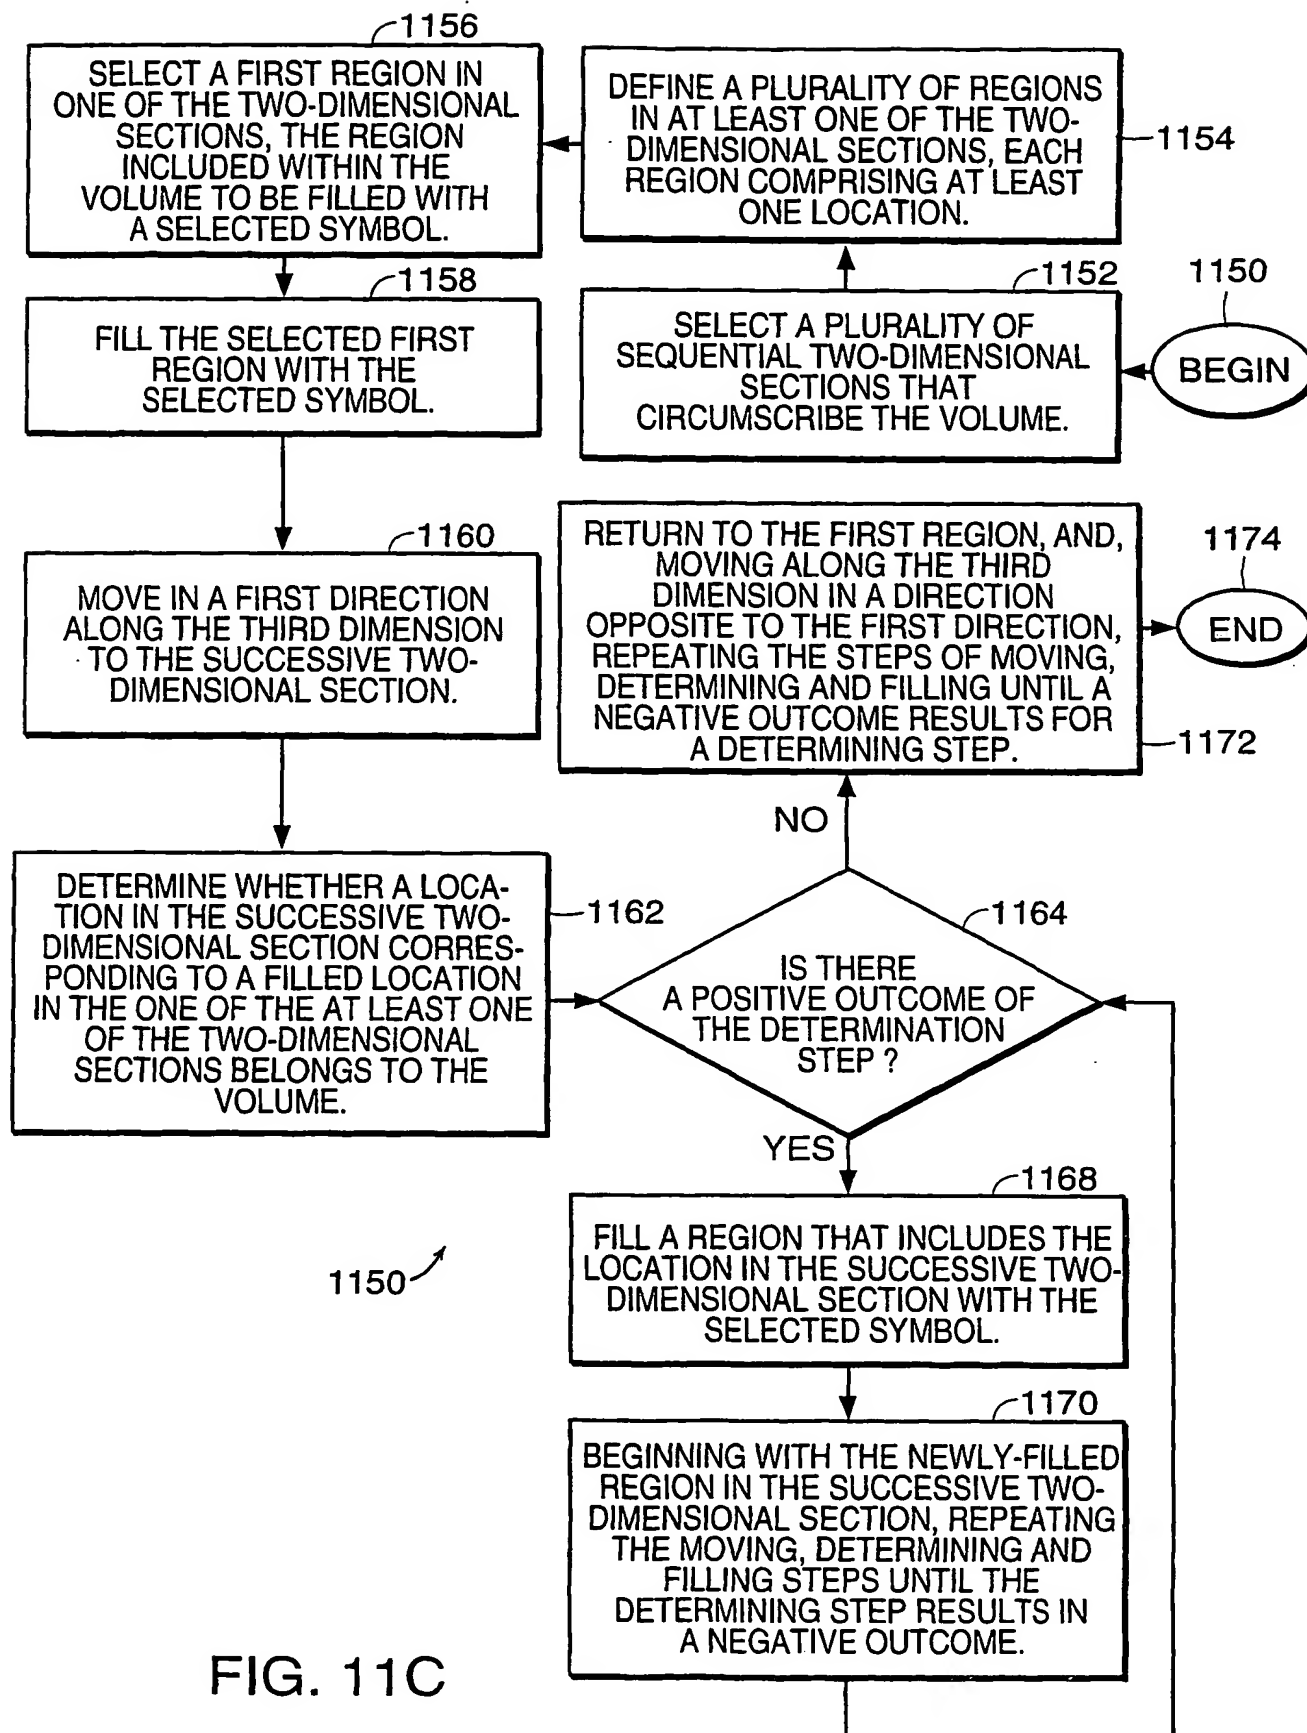 1156
SELECT A FIRST REGION IN
ONE OF THE TWO-DIMENSIONAL
SECTIONS, THE REGION
INCLUDED WITHIN THE
VOLUME TO BE FILLED WITH
A SELECTED SYMBOL.
DEFINE A PLURALITY OF REGIONS
IN AT LEAST ONE OF THE TWO-
DIMENSIONAL SECTIONS, EACH
REGION COMPRISING AT LEAST
ONE LOCATION.
1154
1158
FILL THE SELECTED FIRST
REGION WITH THE
SELECTED SYMBOL.
1152
SELECT A PLURALITY OF
SEQUENTIAL TWO-DIMENSIONAL
SECTIONS THAT
CIRCUMSCRIBE THE VOLUME.
1150
BEGIN
1160
MOVE IN A FIRST DIRECTION
ALONG THE THIRD DIMENSION
TO THE SUCCESSIVE TWO-
DIMENSIONAL SECTION.
RETURN TO THE FIRST REGION, AND,
MOVING ALONG THE THIRD
DIMENSION IN A DIRECTION
OPPOSITE TO THE FIRST DIRECTION,
REPEATING THE STEPS OF MOVING,
DETERMINING AND FILLING UNTIL A
NEGATIVE OUTCOME RESULTS FOR
A DETERMINING STEP.
1172
1174
END
NO
DETERMINE WHETHER A LOCA-
TION IN THE SUCCESSIVE TWO-
DIMENSIONAL SECTION CORRES-
PONDING TO A FILLED LOCATION
IN THE ONE OF THE AT LEAST ONE
OF THE TWO-DIMENSIONAL
SECTIONS BELONGS TO THE
VOLUME.
1162
1164
IS THERE
A POSITIVE OUTCOME OF
THE DETERMINATION
STEP ?
YES
1168
FILL A REGION THAT INCLUDES THE
LOCATION IN THE SUCCESSIVE TWO-
DIMENSIONAL SECTION WITH THE
SELECTED SYMBOL.
1150
1170
BEGINNING WITH THE NEWLY-FILLED
REGION IN THE SUCCESSIVE TWO-
DIMENSIONAL SECTION, REPEATING
THE MOVING, DETERMINING AND
FILLING STEPS UNTIL THE
DETERMINING STEP RESULTS IN
A NEGATIVE OUTCOME.
FIG. 11C